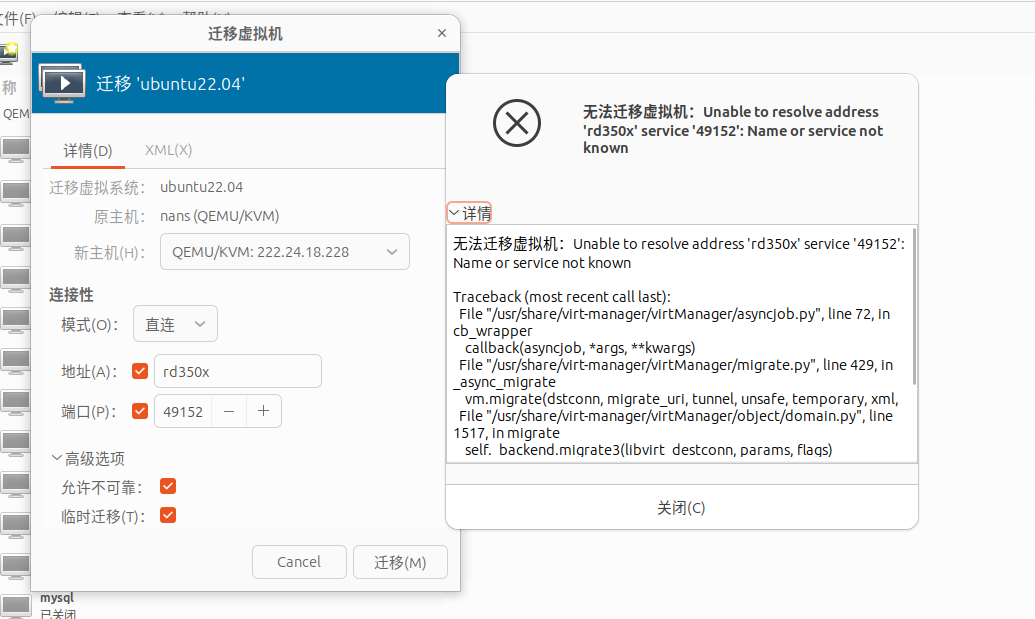 迁移虚拟机
迁移 'ubuntu22.04'
详情(D)
XML(X)
迁移虚拟系统： ubuntu22.04
原主机： nans (QEMU/KVM)
新主机(H)： QEMU/KVM: 222.24.18.228
连接性
模式(O)： 直连
地址(A)： rd350x
端口(P)： 49152
高级选项
允许不可靠：
临时迁移(T)：
Cancel
迁移(M)
称
QEM
mysql
已关闭
无法迁移虚拟机：Unable to resolve address
'rd350x' service '49152': Name or service not
known
详情
无法迁移虚拟机：Unable to resolve address 'rd350x' service '49152':
Name or service not known
Traceback (most recent call last):
File "/usr/share/virt-manager/virtManager/asyncjob.py", line 72, in
cb_wrapper
callback(asyncjob, *args, **kwargs)
File "/usr/share/virt-manager/virtManager/migrate.py", line 429, in
_async_migrate
vm.migrate(dstconn, migrate_uri, tunnel, unsafe, temporary, xml,
File "/usr/share/virt-manager/virtManager/object/domain.py", line
1517, in migrate
self._backend.migrate3(libvirt_destconn, params, flags)
关闭(C)